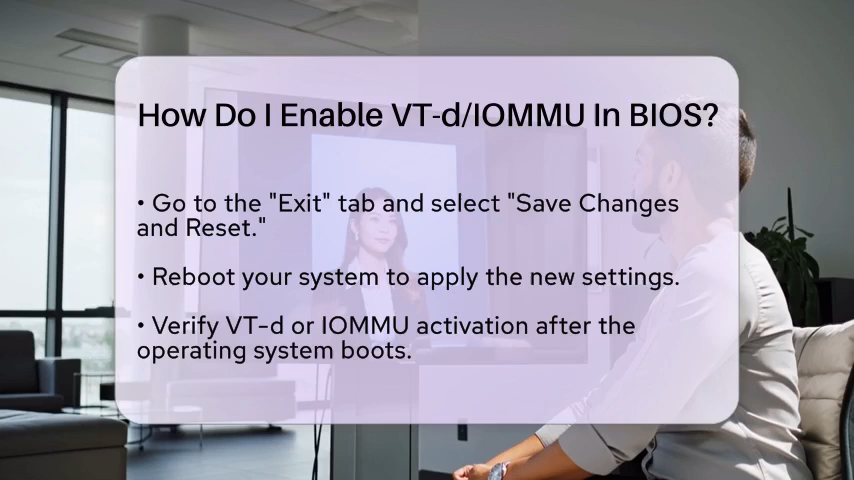 How Do I Enable VT-d/IOMMU In BIOS?
• Go to the "Exit" tab and select "Save Changes
and Reset."
• Reboot your system to apply the new settings.
• Verify VT-d or IOMMU activation after the
operating system boots.